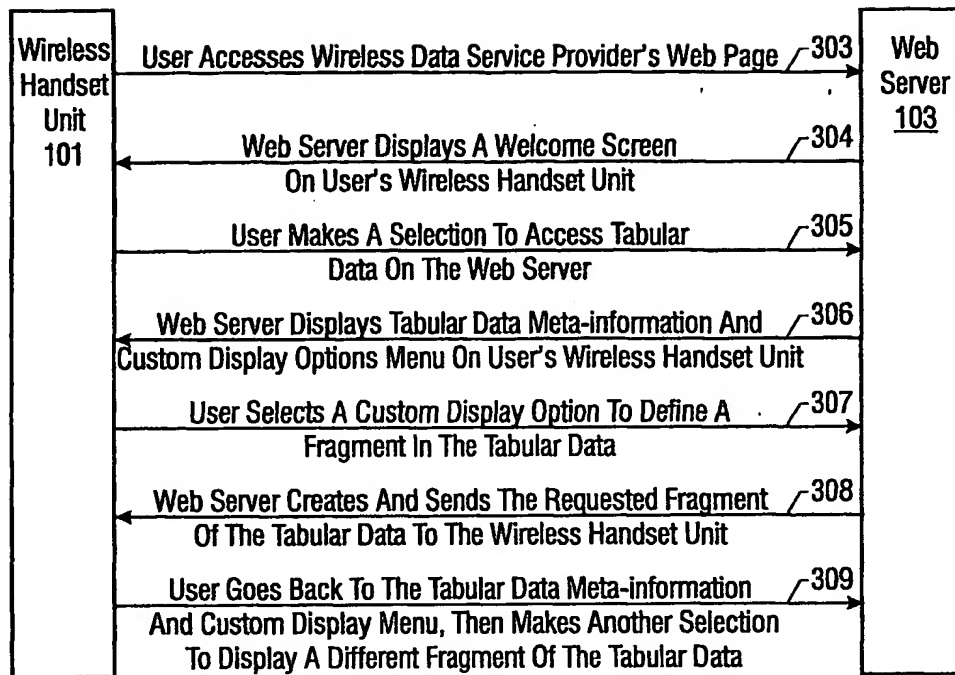 Wireless
Handset
Unit
101
User Accesses Wireless Data Service Provider's Web Page
303
Web
Server
103
Web Server Displays A Welcome Screen
304
On User's Wireless Handset Unit
User Makes A Selection To Access Tabular
305
Data On The Web Server
Web Server Displays Tabular Data Meta-information And
306
Custom Display Options Menu On User's Wireless Handset Unit
User Selects A Custom Display Option To Define A
307
Fragment In The Tabular Data
Web Server Creates And Sends The Requested Fragment
308
Of The Tabular Data To The Wireless Handset Unit
User Goes Back To The Tabular Data Meta-information
309
And Custom Display Menu, Then Makes Another Selection
To Display A Different Fragment Of The Tabular Data